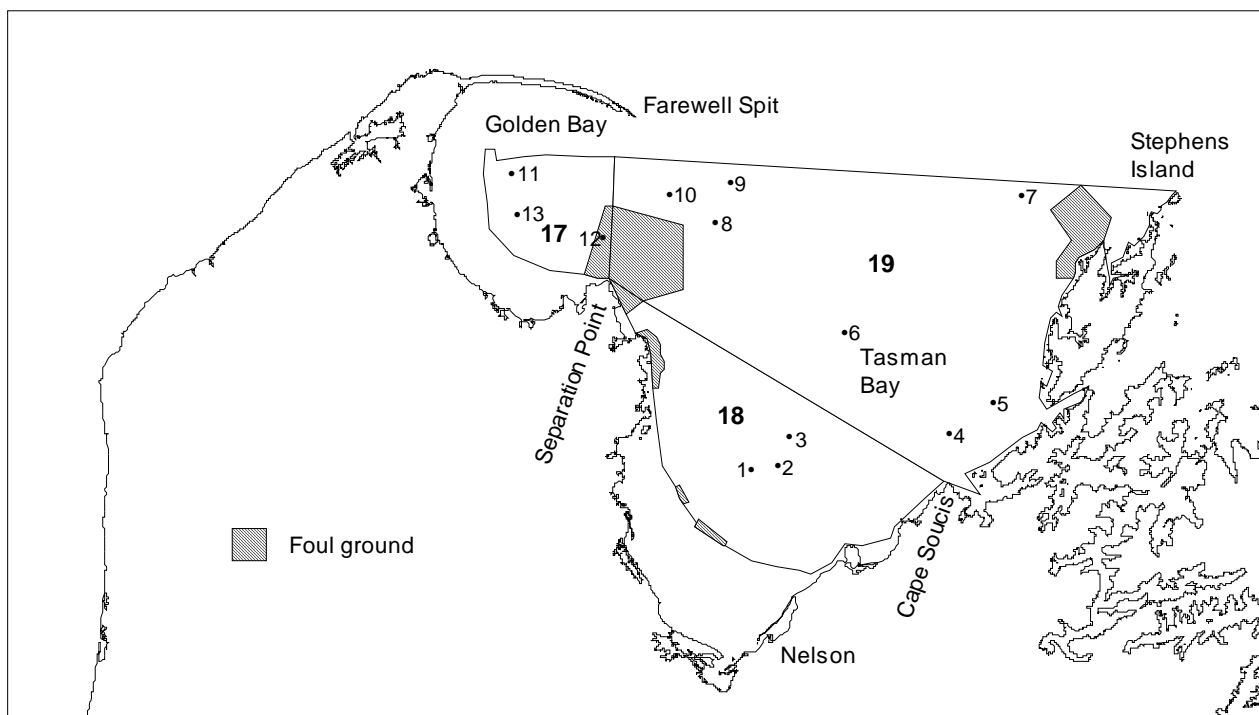 Farewell Spit
Golden Bay
Stephens
Island
11
9
10
7
13
8
12
17
19
Separation Point
6
Tasman
Bay
5
18
3
4
1
2
Cape Soucis
Foul ground
Nelson